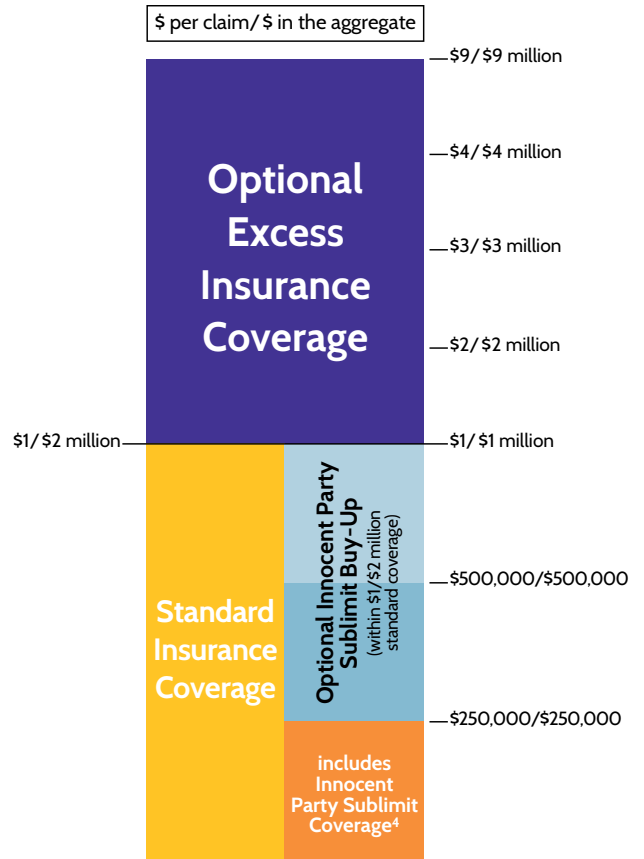 $ per claim/ $ in the aggregate
$9/ $9 million
$4/ $4 million
$3/ $3 million
$2/ $2 million
Optional
Excess
Insurance
Coverage
$1/ $2 million
$1/ $1 million
Optional Innocent Party
Sublimit Buy-Up
(within $1/$2 million
standard coverage)
$500,000/$500,000
Standard
Insurance
Coverage
$250,000/$250,000
includes
Innocent
Party Sublimit
Coverage⁴